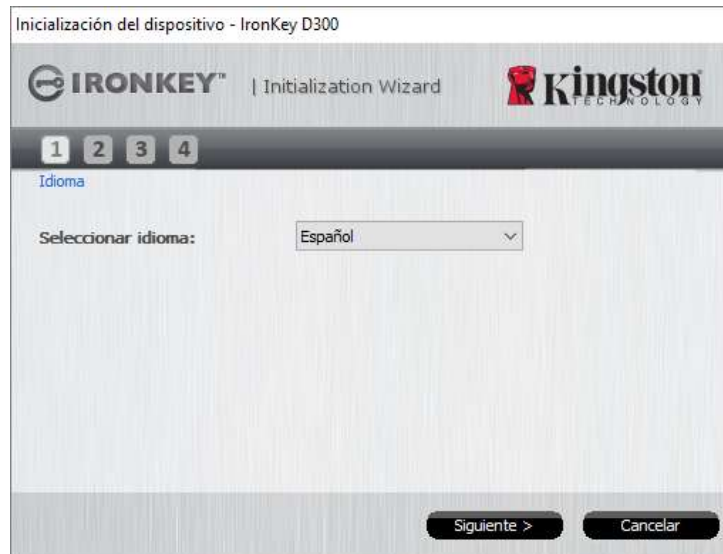 Inicialización del dispositivo - IronKey D300
IRONKEY™ | Initialization Wizard
Kingston
TECHNOLOGY
1 2 3 4
Idioma
Seleccionar idioma: Español
Siguiente > Cancelar